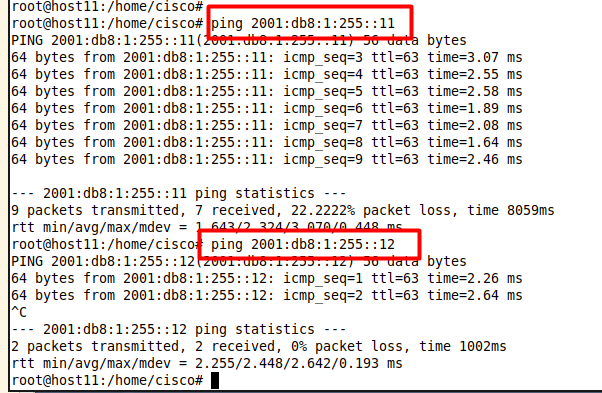 root@host11:/home/cisco#
root@host11:/home/cisco# ping 2001:db8:1:255::11
PING 2001:db8:1:255::11(2001:db8:1:255::11) 56 data bytes
64 bytes from 2001:db8:1:255::11: icmp_seq=3 ttl=63 time=3.07 ms
64 bytes from 2001:db8:1:255::11: icmp_seq=4 ttl=63 time=2.55 ms
64 bytes from 2001:db8:1:255::11: icmp_seq=5 ttl=63 time=2.58 ms
64 bytes from 2001:db8:1:255::11: icmp_seq=6 ttl=63 time=1.89 ms
64 bytes from 2001:db8:1:255::11: icmp_seq=7 ttl=63 time=2.08 ms
64 bytes from 2001:db8:1:255::11: icmp_seq=8 ttl=63 time=1.64 ms
64 bytes from 2001:db8:1:255::11: icmp_seq=9 ttl=63 time=2.46 ms
--- 2001:db8:1:255::11 ping statistics ---
9 packets transmitted, 7 received, 22.2222% packet loss, time 8059ms
rtt min/avg/max/mdev = 1.643/2.324/3.070/0.448 ms
root@host11:/home/cisco# ping 2001:db8:1:255::12
PING 2001:db8:1:255::12(2001:db8:1:255::12) 56 data bytes
64 bytes from 2001:db8:1:255::12: icmp_seq=1 ttl=63 time=2.26 ms
64 bytes from 2001:db8:1:255::12: icmp_seq=2 ttl=63 time=2.64 ms
^C
--- 2001:db8:1:255::12 ping statistics ---
2 packets transmitted, 2 received, 0% packet loss, time 1002ms
rtt min/avg/max/mdev = 2.255/2.448/2.642/0.193 ms
root@host11:/home/cisco#